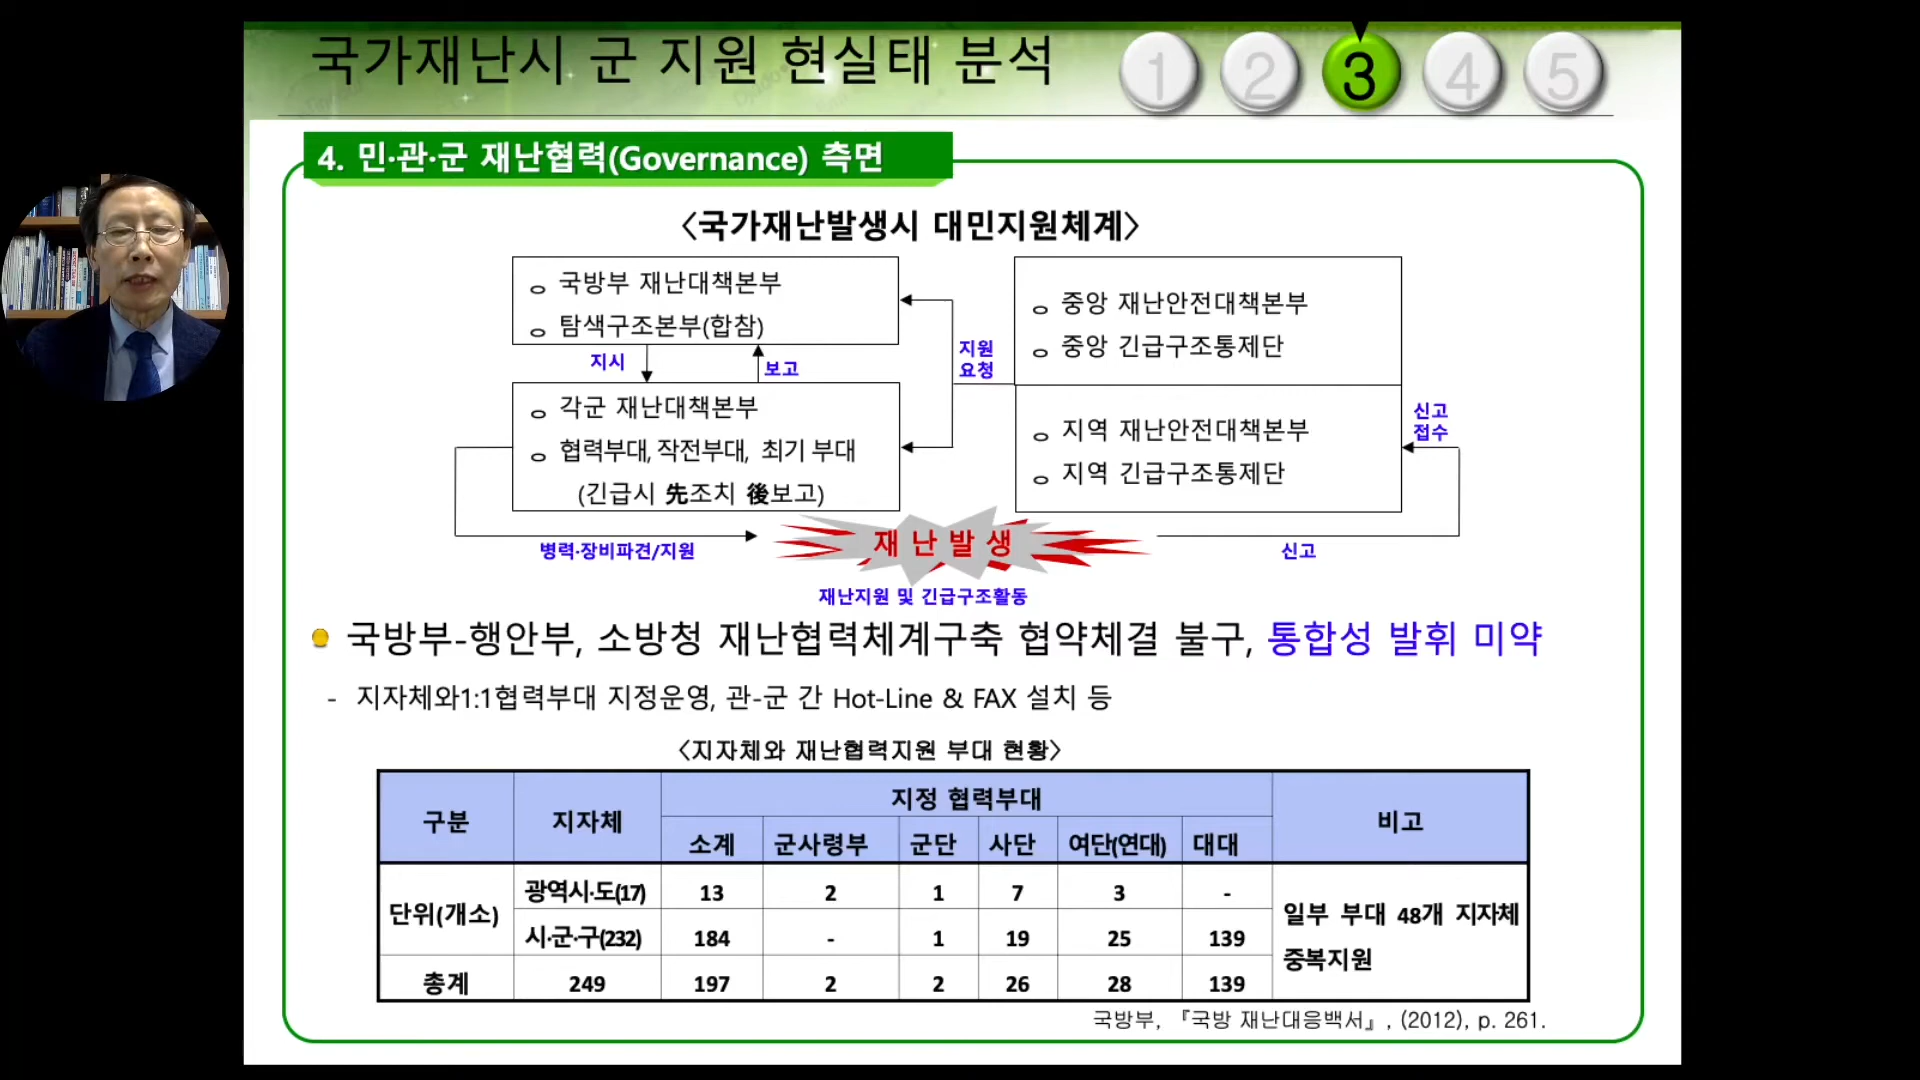 국가재난시 군 지원 현실태 분석
1 2 3 4 5
4. 민·관·군 재난협력(Governance) 측면
<국가재난발생시 대민지원체계>
o 국방부 재난대책본부
o 탐색구조본부(합참)
지시
보고
o 각군 재난대책본부
o 협력부대, 작전부대, 최기 부대
(긴급시 先조치 後보고)
지원
요청
o 중앙 재난안전대책본부
o 중앙 긴급구조통제단
o 지역 재난안전대책본부
o 지역 긴급구조통제단
신고
접수
병력·장비파견/지원
재 난 발 생
신고
재난지원 및 긴급구조활동
국방부-행안부, 소방청 재난협력체계구축 협약체결 불구, 통합성 발휘 미약
- 지자체와1:1협력부대 지정운영, 관-군 간 Hot-Line & FAX 설치 등
<지자체와 재난협력지원 부대 현황>
구분 지자체 지정 협력부대 비고
소계 군사령부 군단 사단 여단(연대) 대대
단위(개소) 광역시·도(17) 13 2 1 7 3 -
시·군·구(232) 184 - 1 19 25 139
총계 249 197 2 2 26 28 139
일부 부대 48개 지자체
중복지원
국방부, 『국방 재난대응백서』, (2012), p. 261.